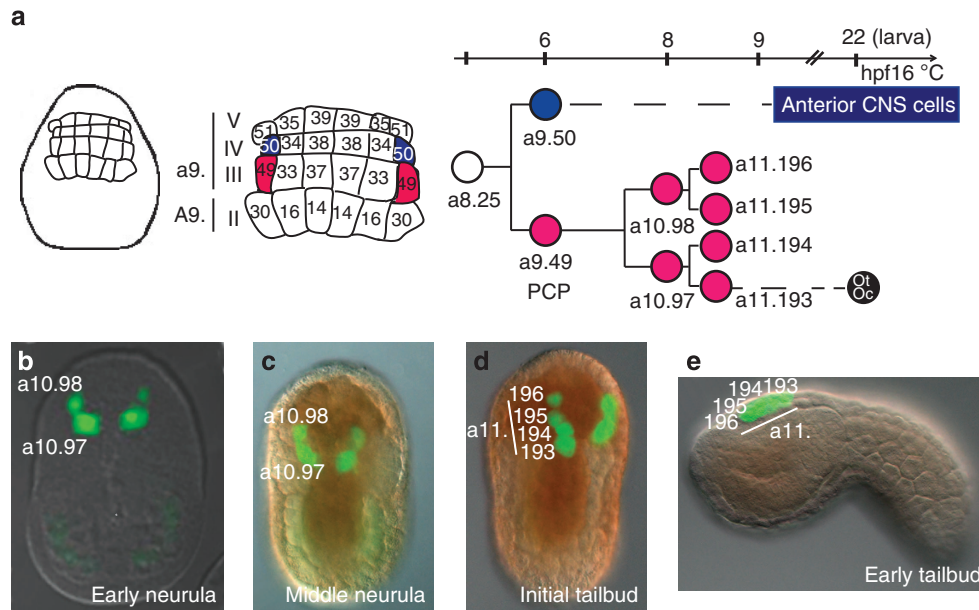 a
6 8 9 22 (larva)
hpf16 °C
a9.
A9.
V
IV
III
II
51 35 39 39 35 51
50 34 38 38 34 50
49 33 37 37 33 49
30 16 14 14 16 30
a8.25
a9.50
Anterior CNS cells
a9.49
PCP
a10.98
a10.97
a11.196
a11.195
a11.194
a11.193
Ot
Oc
b
a10.98
a10.97
Early neurula
c
a10.98
a10.97
Middle neurula
d
a11.
196
195
194
193
Initial tailbud
e
194 193
195
196
a11.
Early tailbud